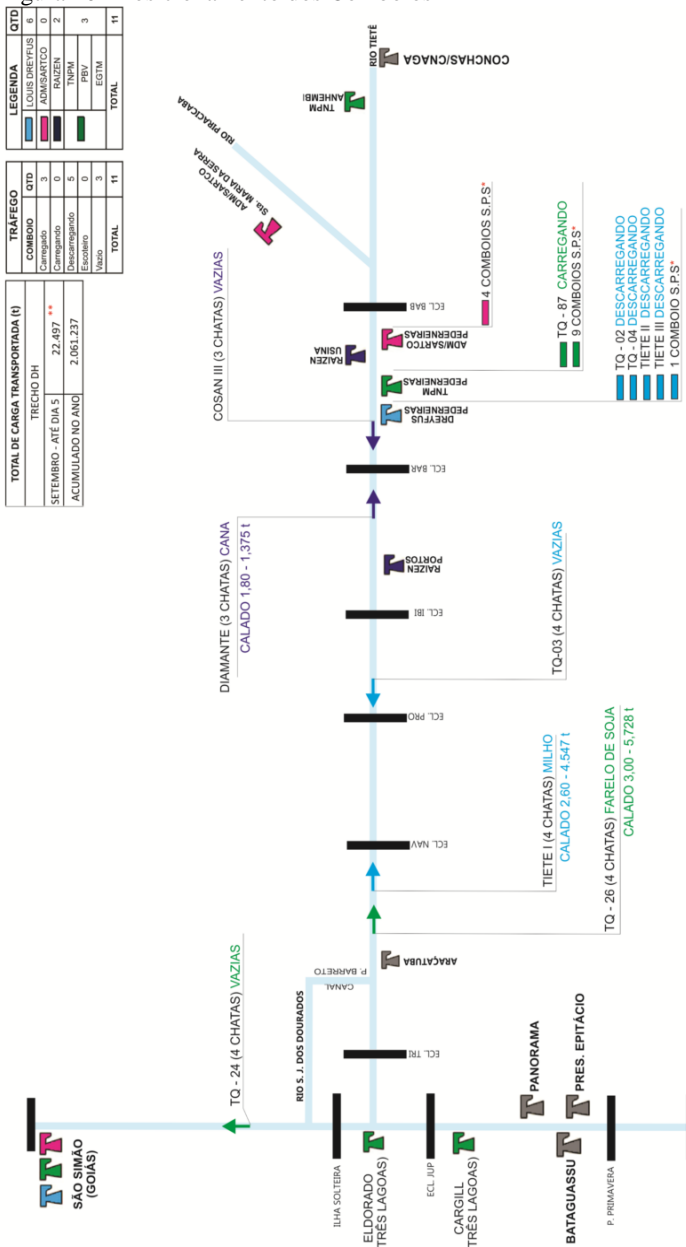 TOTAL DE CARGA TRANSPORTADA (t)
TRECHO DH
SETEMBRO - ATÉ DIA 5 22.497 **
ACUMULADO NO ANO 2.061.237
TRÁFEGO
COMBOIO QTD
Carregado 3
Carregando 0
Descarregando 5
Escoteiro 0
Vazio 3
TOTAL 11
LEGENDA QTD
LOUIS DREYFUS 6
ADM/SARTCO 0
RAIZEN 2
TNPM
PBV 3
EGTM
TOTAL 11
SÃO SIMÃO
(GOIÁS)
TQ - 24 (4 CHATAS) VAZIAS
RIO S. J. DOS DOURADOS
CANAL
P. BARRETO
ILHA SOLTEIRA
ELDORADO
TRÊS LAGOAS)
ECL. JUP
CARGILL
TRÊS LAGOAS)
PANORAMA
PRES. EPITÁCIO
BATAGUASSU
P. PRIMAVERA
ECL. TRI
ARAÇATUBA
ECL. NAV
TIETE I (4 CHATAS) MILHO
CALADO 2,60 - 4.547 t
TQ - 26 (4 CHATAS) FARELO DE SOJA
CALADO 3,00 - 5,728 t
ECL. PRO
TQ-03 (4 CHATAS) VAZIAS
ECL. IBI
RAIZEN
PORTOS
DIAMANTE (3 CHATAS) CANA
CALADO 1,80 - 1,375 t
ECL. BAR
COSAN III (3 CHATAS) VAZIAS
DREYFUS
PEDERNEIRAS
TNPM
PEDERNEIRAS
RAIZEN
USINA
ADM/SARTCO
PEDERNEIRAS
ECL. BAB
ADM/SARTCO
Sta. MARIA DA SERRA
RIO PIRACICABA
TNPM
ANHEMBI
RIO TIETÊ
CONCHAS/CNAGA
4 COMBOIOS S.P.S*
TQ - 87 CARREGANDO
9 COMBOIOS S.P.S*
TQ - 02 DESCARREGANDO
TQ - 04 DESCARREGANDO
TIETE II DESCARREGANDO
TIETE III DESCARREGANDO
1 COMBOIO S.P.S*